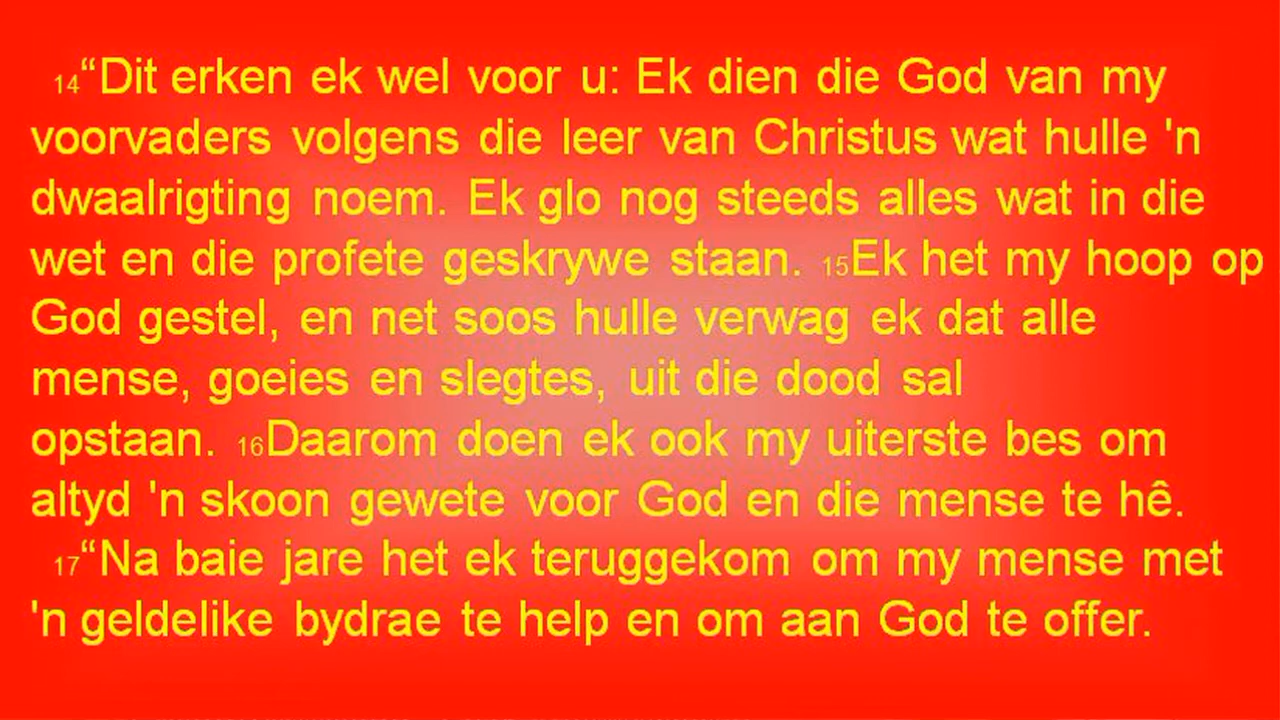 14“Dit erken ek wel voor u: Ek dien die God van my
voorvaders volgens die leer van Christus wat hulle 'n
dwaalrigting noem. Ek glo nog steeds alles wat in die
wet en die profete geskrywe staan. 15Ek het my hoop op
God gestel, en net soos hulle verwag ek dat alle
mense, goeies en slegtes, uit die dood sal
opstaan. 16Daarom doen ek ook my uiterste bes om
altyd 'n skoon gewete voor God en die mense te hê.
17“Na baie jare het ek teruggekom om my mense met
'n geldelike bydrae te help en om aan God te offer.